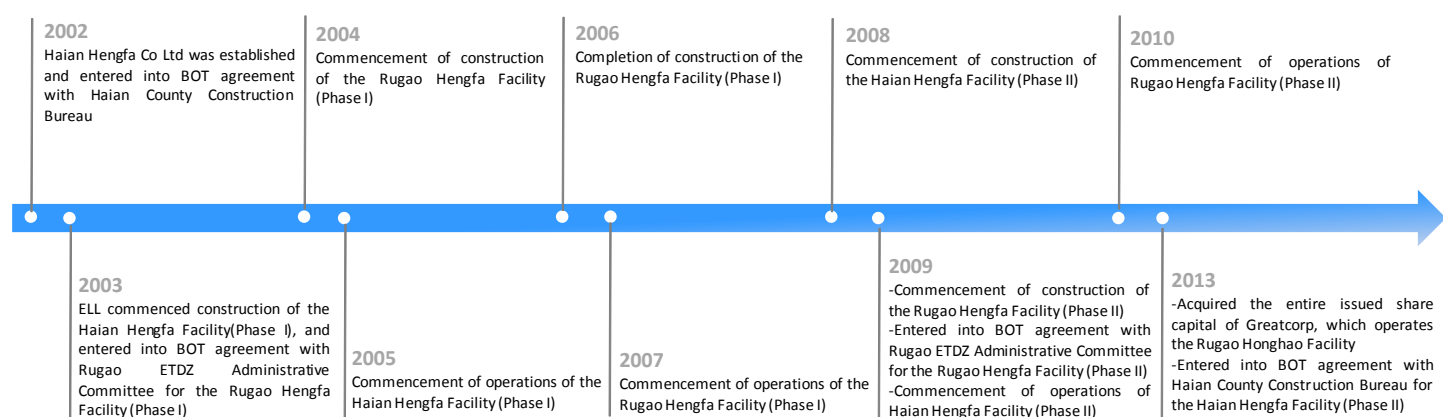 2002
Haian Hengfa Co Ltd was established
and entered into BOT agreement
with Haian County Construction
Bureau
2004
Commencement of construction
of the Rugao Hengfa Facility
(Phase I)
2006
Completion of construction of the
Rugao Hengfa Facility (Phase I)
2008
Commencement of construction of
the Haian Hengfa Facility (Phase II)
2010
Commencement of operations of
Rugao Hengfa Facility (Phase II)
2003
ELL commenced construction of the
Haian Hengfa Facility(Phase I), and
entered into BOT agreement with
Rugao ETDZ Administrative
Committee for the Rugao Hengfa
Facility (Phase I)
2005
Commencement of operations of the
Haian Hengfa Facility (Phase I)
2007
Commencement of operations of the
Rugao Hengfa Facility (Phase I)
2009
-Commencement of construction of
the Rugao Hengfa Facility (Phase II)
-Entered into BOT agreement with
Rugao ETDZ Administrative Committee
for the Rugao Hengfa Facility (Phase II)
-Commencement of operations of
Haian Hengfa Facility (Phase II)
2013
-Acquired the entire issued share
capital of Greatcorp, which operates
the Rugao Honghao Facility
-Entered into BOT agreement with
Haian County Construction Bureau for
the Haian Hengfa Facility (Phase II)